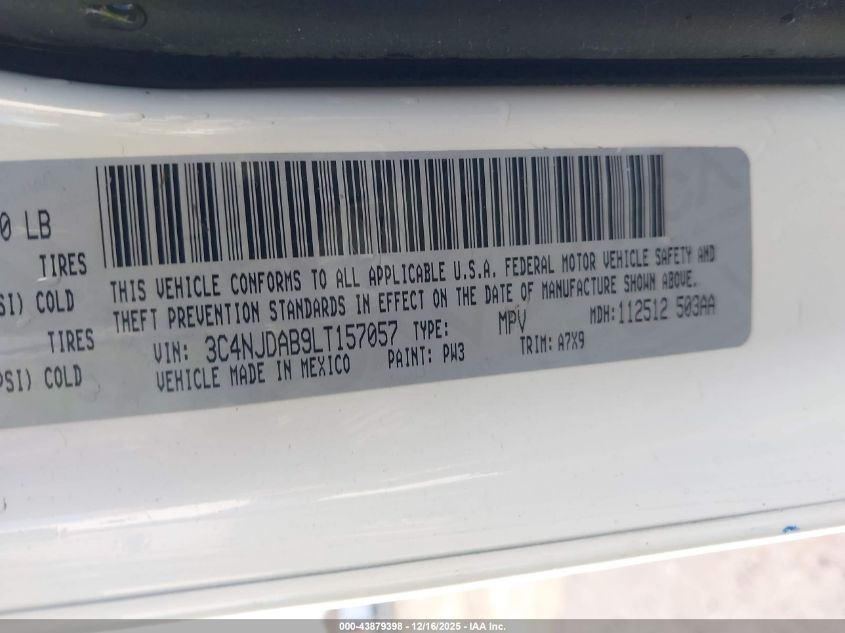 0 LB
TIRES
SI) COLD
TIRES
PSI) COLD
THIS VEHICLE CONFORMS TO ALL APPLICABLE U.S.A. FEDERAL MOTOR VEHICLE SAFETY AND
THEFT PREVENTION STANDARDS IN EFFECT ON THE DATE OF MANUFACTURE SHOWN ABOVE.
VIN: 3C4NJDAB9LT157057 TYPE: MPV MDH: 112512 503AA
VEHICLE MADE IN MEXICO PAINT: PW3 TRIM: A7X9
000-43879398 - 12/16/2025 - IAA Inc.